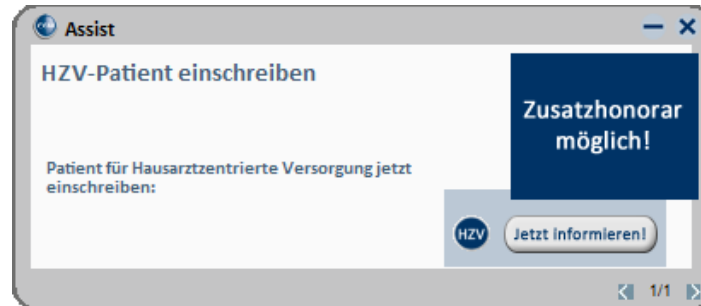 Assist
HZV-Patient einschreiben
Zusatzhonorar
möglich!
Patient für Hausarztzentrierte Versorgung jetzt
einschreiben:
HZV
Jetzt informieren!
1/1